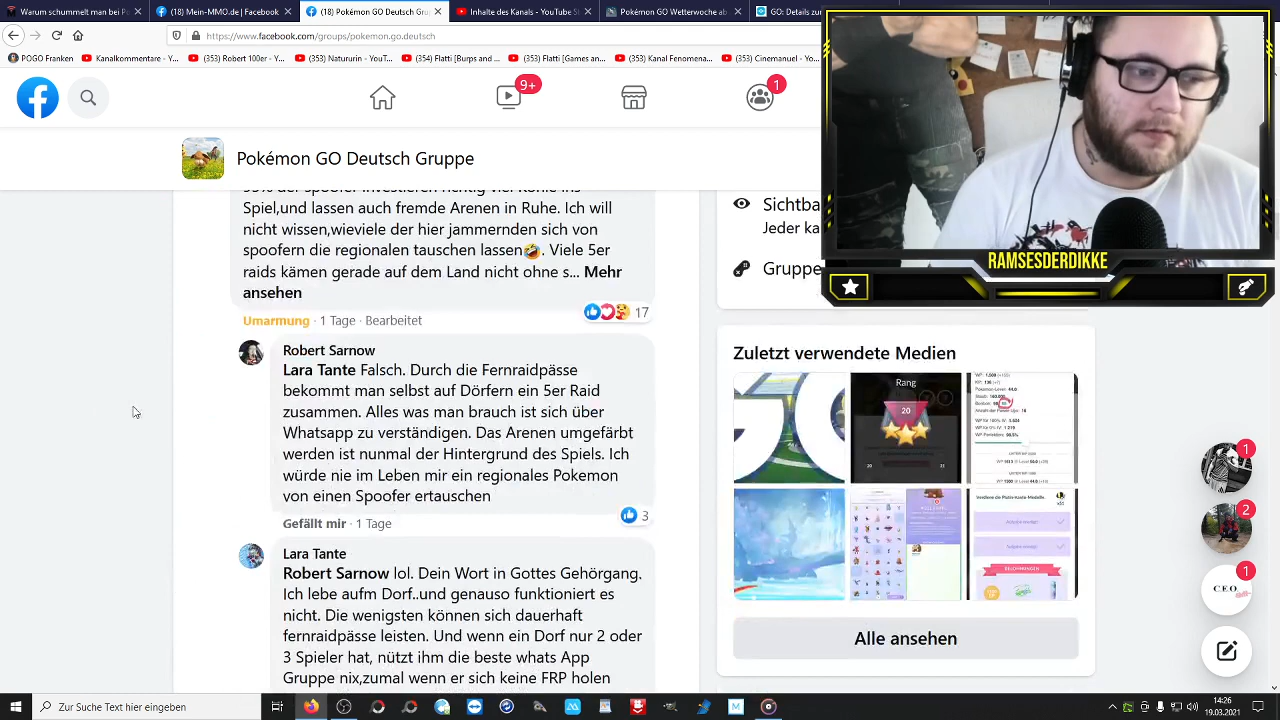 Warum schummelt man bei Po
(18) Mein-MMO.de | Facebook
(18) Pokémon GO Deutsch Gru
Inhalte des Kanals - YouTube S
Pokémon GO Wetterwoche ab
GO: Details zur
https://www.facebook.com/groups/pokemon.go.deutsch
POGO Franken
Kanalkommentare - Y...
(353) Robert 100er - Y...
(353) Natururin - YouT...
(354) Flatti [Burps and ...
(353) Flatti [Games an...
(353) Kanal Fenomena...
(353) Cinemanuel - You...
9+
1
Pokémon GO Deutsch Gruppe
Spiel,und lassen auch fremde Arenen in Ruhe. Ich will
nicht wissen,wieviele der hier jammernden sich von
spoofern die regionalen tauschen lassen🤣. Viele 5er
raids kämen gerade auf dem Land nicht ohne s... Mehr
ansehen
17
Umarmung · 1 Tage · Bearbeitet
Robert Sarnow
Lara Tante Falsch. Durch die Fernraidpässe
bekommt man selbst auf Dörfern ein 5er Raid
zusammen. Alles was man brauch ist sich über
Whatsapp zu verständigen. Das Arenen umgefärbt
werden ist nunmal der Hintergrund des Spiels. Ich
würde nie im Leben mir ein regionales Pokemon
von einen Spoofer ertauschen
Gefällt mir · 1 Tage
Lara Tante
Robert Sarnow lol. Dein Wort in Gottes Gehörgang.
Ich lebe aufm Dorf..und genauso funktioniert es
nicht. Die wenigsten können sich dauerhaft
fernraidpässe leisten. Und wenn ein Dorf nur 2 oder
3 Spieler hat, nützt ihm die beste whats App
Gruppe nix,zumal wenn er sich keine FRP holen
Sichtba
Jeder ka
Gruppe
RAMSESDERDIKKE
Zuletzt verwendete Medien
Rang
20
Alle ansehen
1
2
1
CEO
Zur Suche Text hier eingeben
14:26
19.03.2021